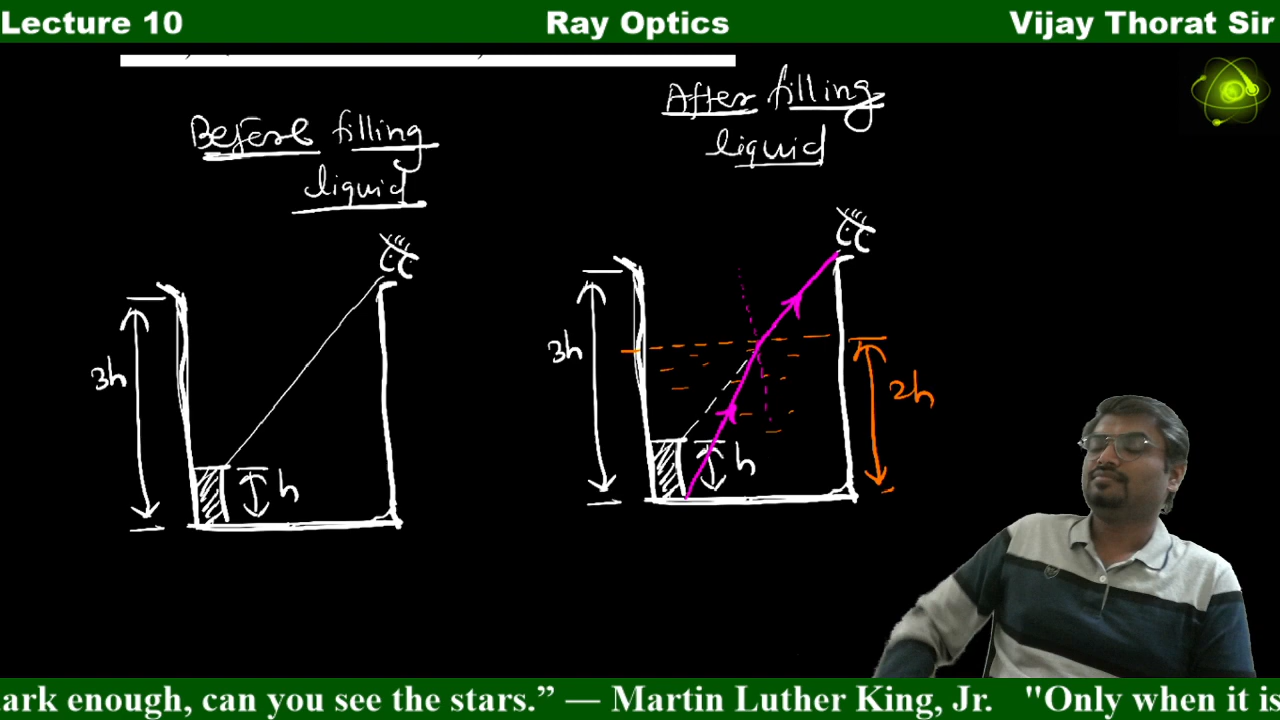 Lecture 10
Ray Optics
Vijay Thorat Sir
Before filling
liquid
After filling
liquid
3h
h
3h
h
2h
ark enough, can you see the stars.” — Martin Luther King, Jr. "Only when it is